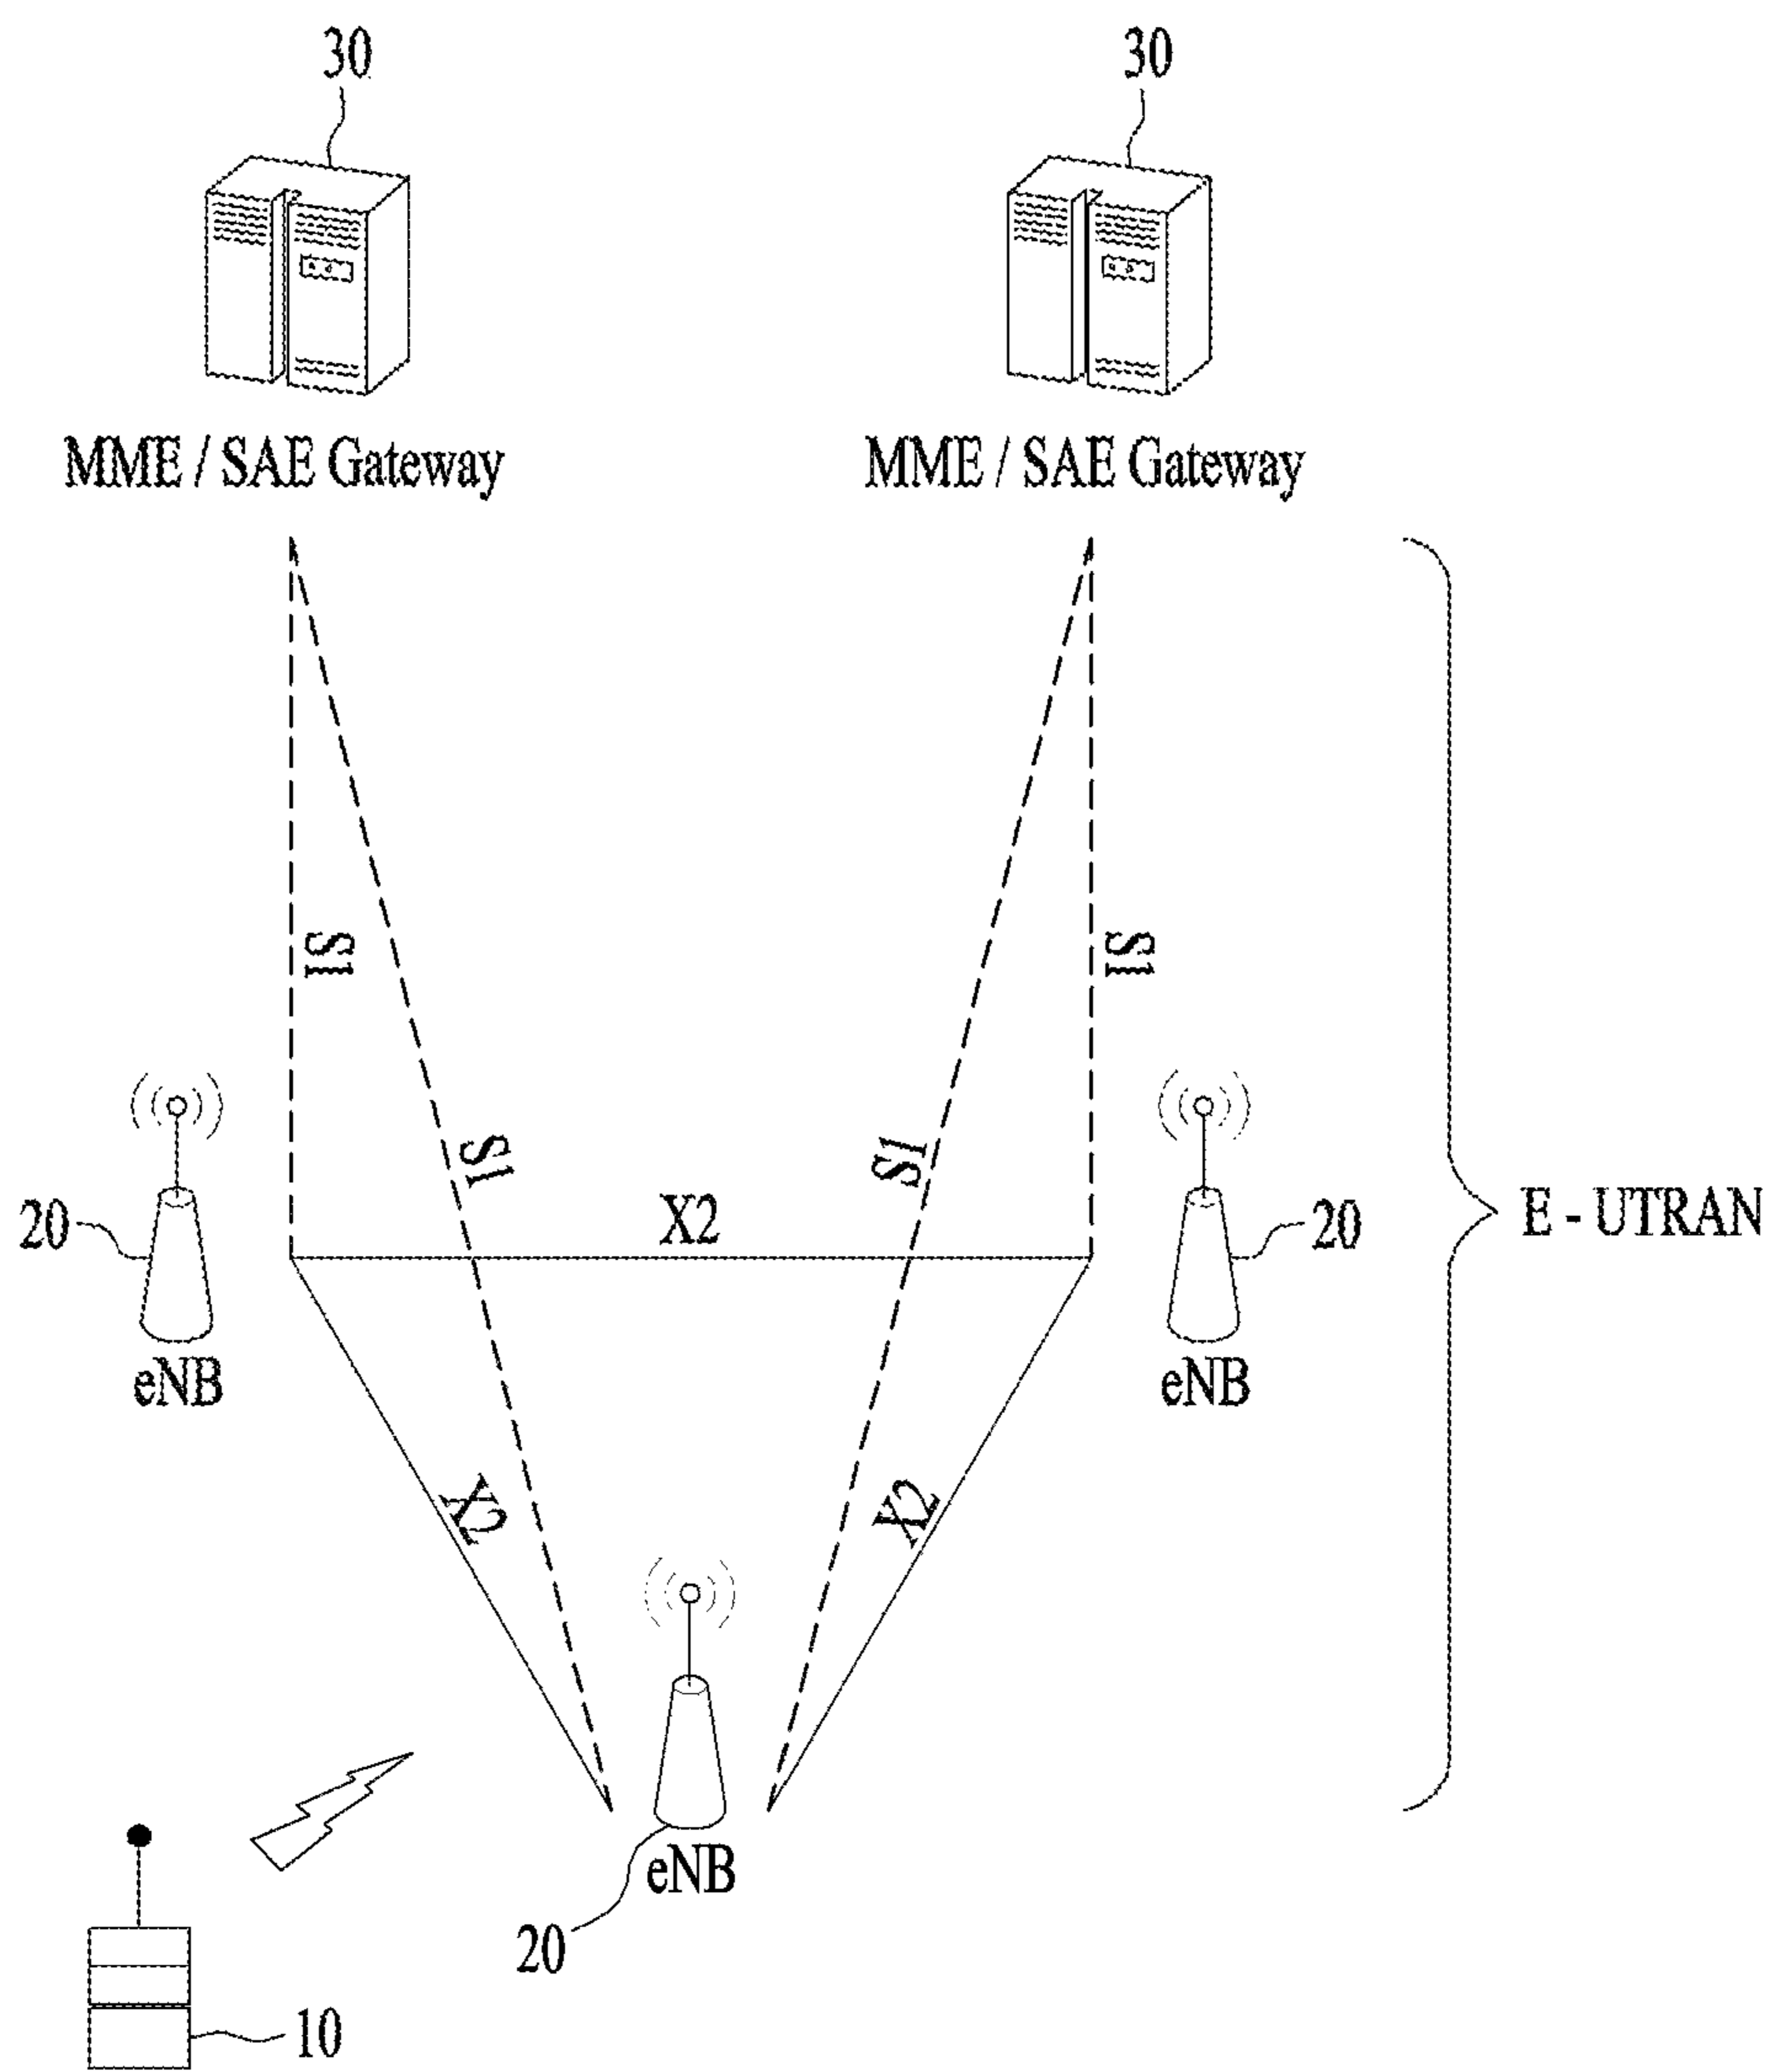 30
30
MME / SAE Gateway
MME / SAE Gateway
S1
S1
S1
S1
X2
20
20
E - UTRAN
eNB
eNB
X2
X2
eNB
20
10